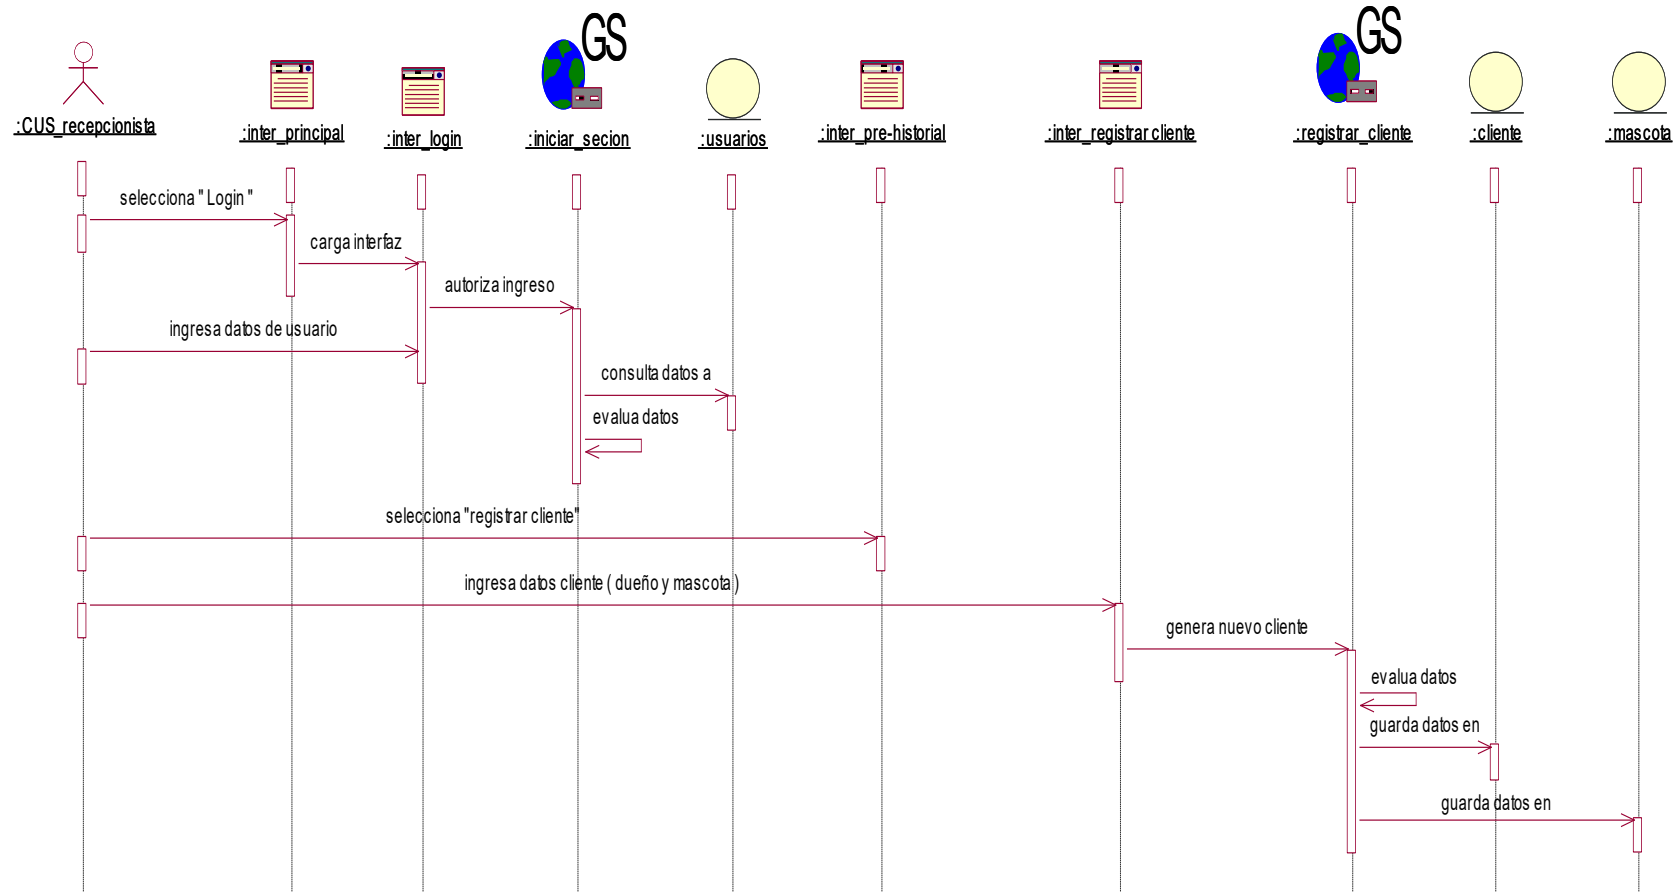 GS
GS
:CUS_recepcionista
:inter_principal
:inter_login
:iniciar_secion
:usuarios
:inter_pre-historial
:inter_registrar cliente
:registrar_cliente
:cliente
:mascota
selecciona " Login "
carga interfaz
autoriza ingreso
ingresa datos de usuario
consulta datos a
evalua datos
selecciona "registrar cliente"
ingresa datos cliente ( dueño y mascota )
genera nuevo cliente
evalua datos
guarda datos en
guarda datos en